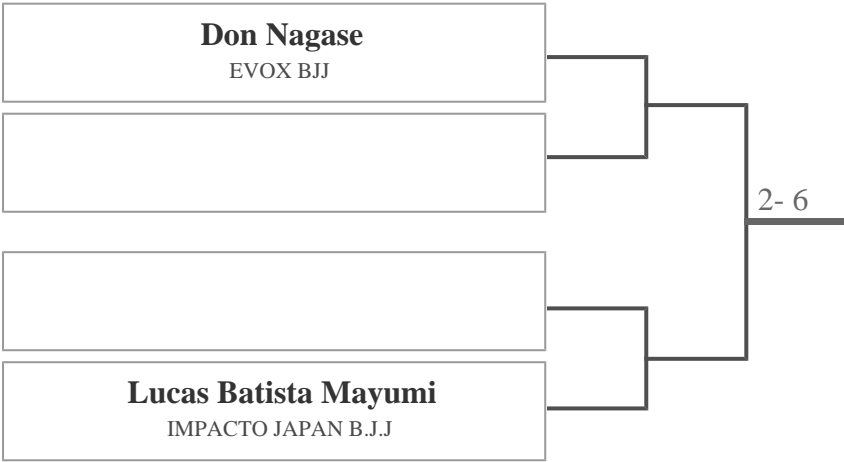 Don Nagase
EVOX BJJ
2- 6
Lucas Batista Mayumi
IMPACTO JAPAN B.J.J